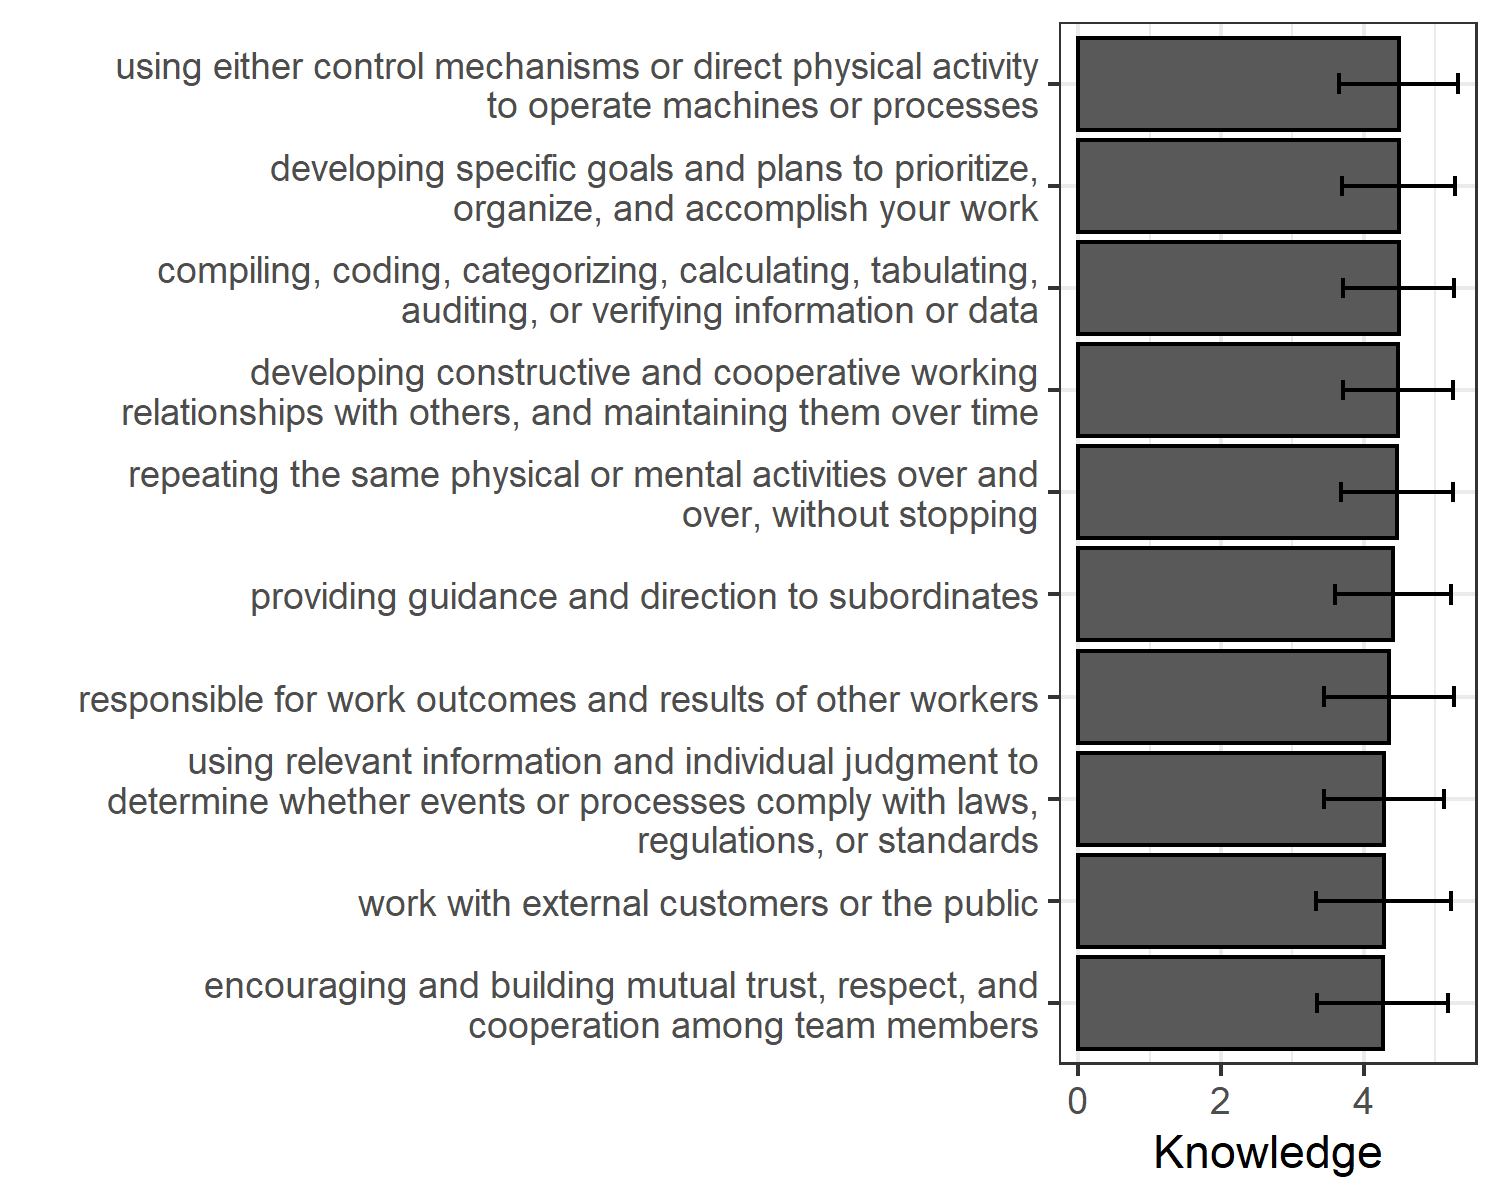 using either control mechanisms or direct physical activity
to operate machines or processes
developing specific goals and plans to prioritize,
organize, and accomplish your work
compiling, coding, categorizing, calculating, tabulating,
auditing, or verifying information or data
developing constructive and cooperative working
relationships with others, and maintaining them over time
repeating the same physical or mental activities over and
over, without stopping
providing guidance and direction to subordinates
responsible for work outcomes and results of other workers
using relevant information and individual judgment to
determine whether events or processes comply with laws,
regulations, or standards
work with external customers or the public
encouraging and building mutual trust, respect, and
cooperation among team members
0 2 4
Knowledge